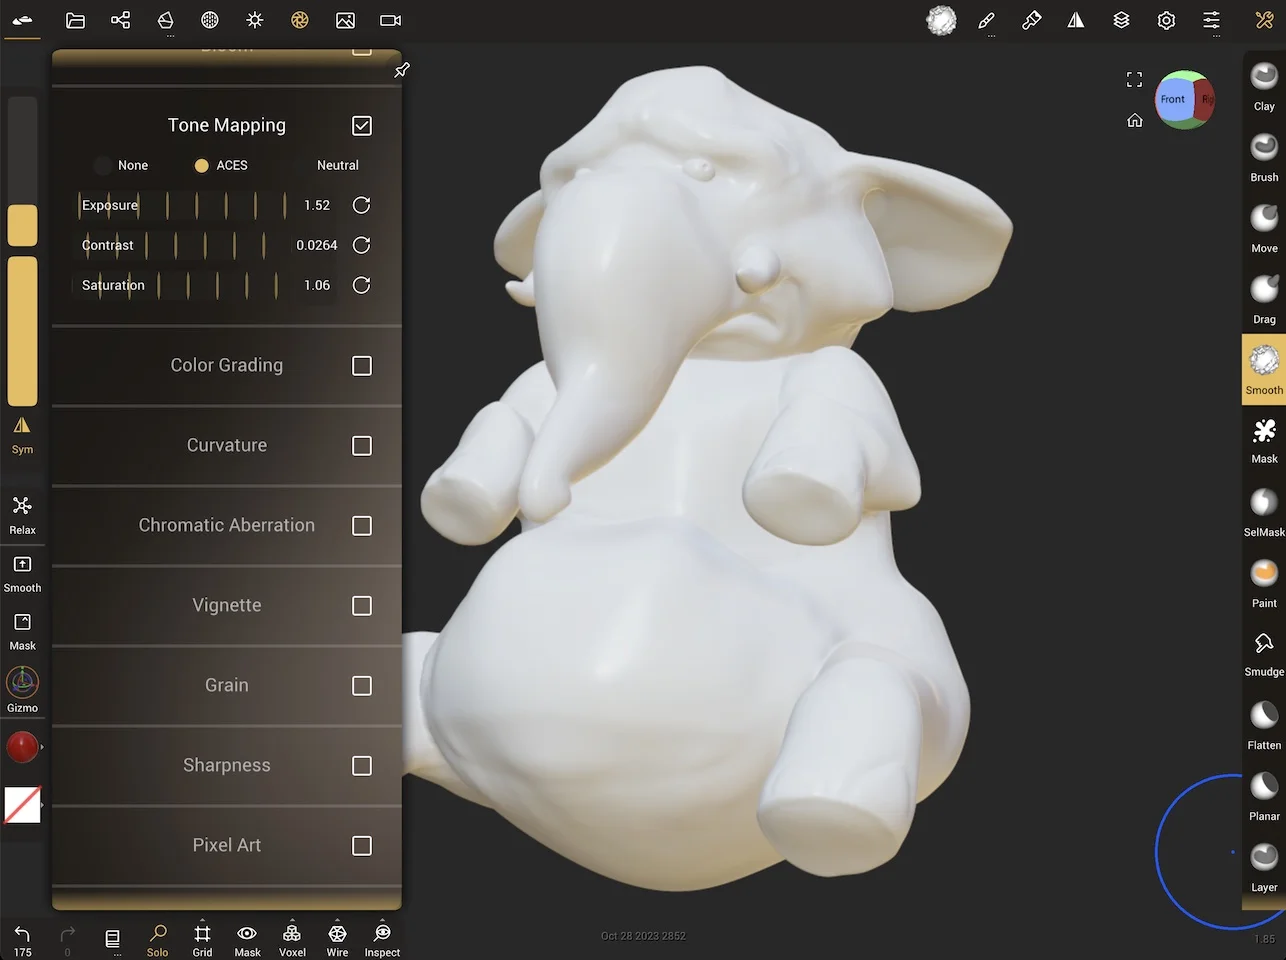 Bloom
Tone Mapping
None ACES Neutral
Exposure 1.52
Contrast 0.0264
Saturation 1.06
Color Grading
Curvature
Chromatic Aberration
Vignette
Grain
Sharpness
Pixel Art
Sym
Relax
Smooth
Mask
Gizmo
175
0
...
Solo
Grid
Mask
Voxel
Wire
Inspect
Oct 28 2023 2852
Front
Rig
Clay
Brush
Move
Drag
Smooth
Mask
SelMask
Paint
Smudge
Flatten
Planar
Layer
1.85